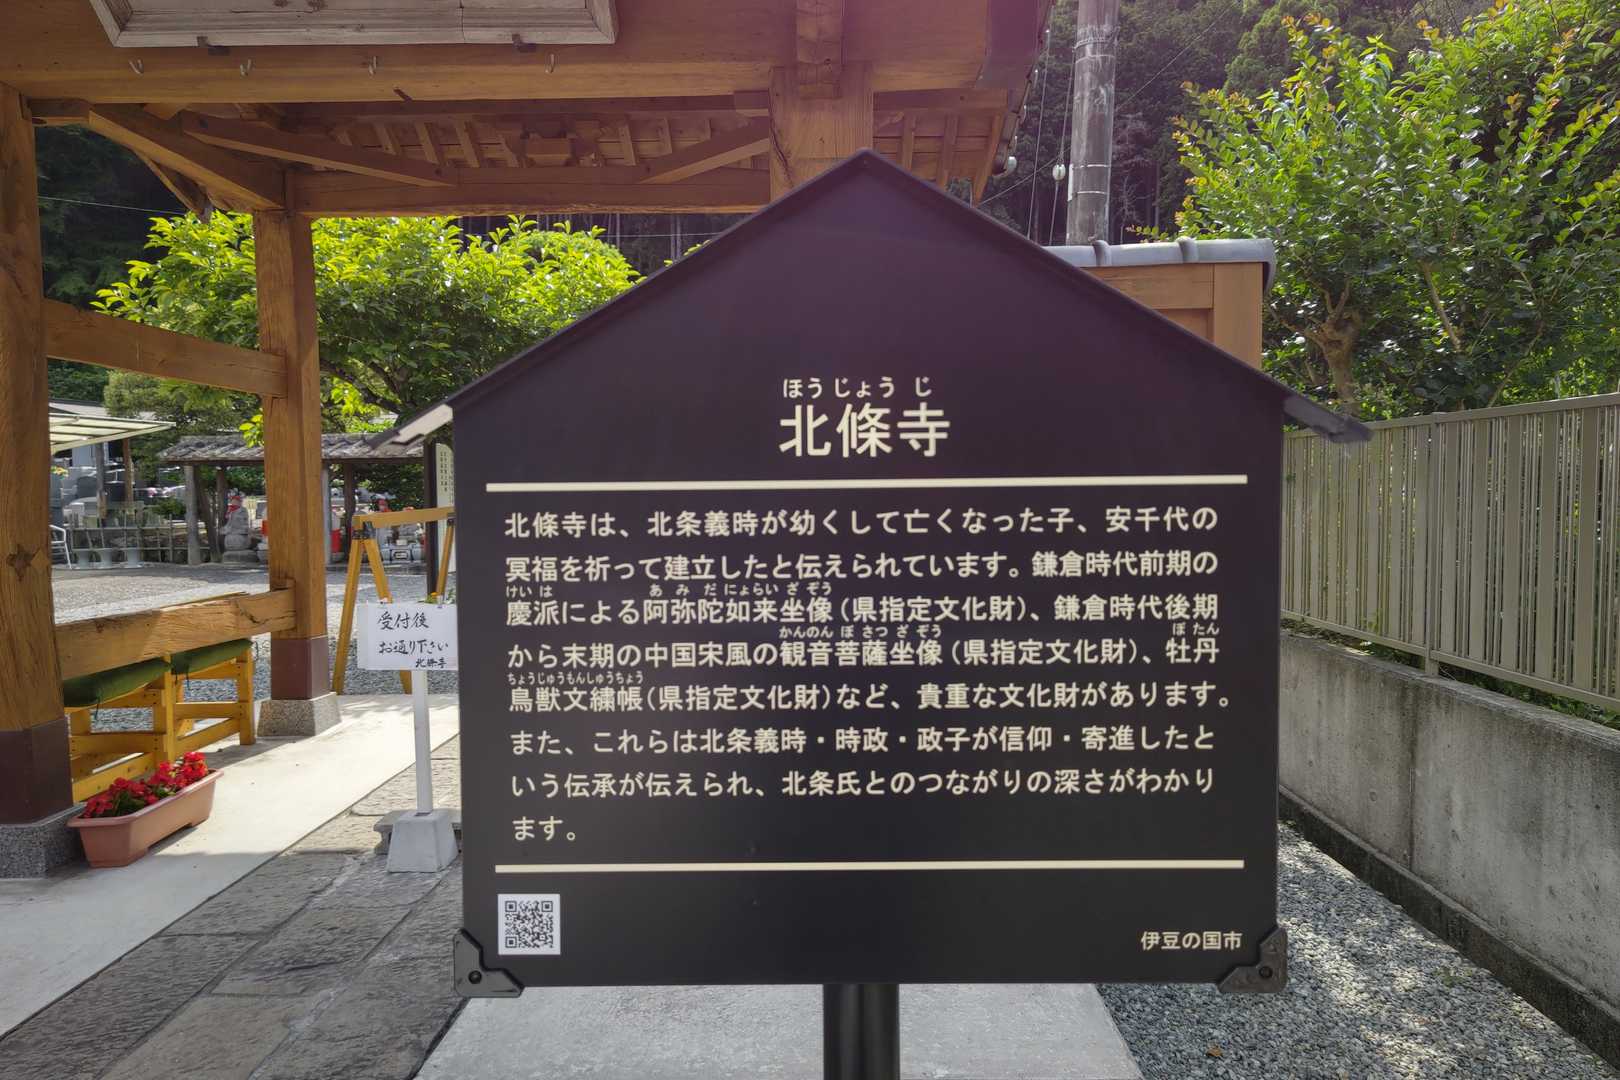 ほうじょうじ
北條寺
北條寺は、北条義時が幼くして亡くなった子、安千代の
冥福を祈って建立したと伝えられています。鎌倉時代前期の
けいは あみだにょらいざぞう
慶派による阿弥陀如来坐像（県指定文化財）、鎌倉時代後期
かんのんぼさつざぞう ぼたん
から末期の中国宋風の観音菩薩坐像（県指定文化財）、牡丹
ちょうじゅうもんしゅうちょう
鳥獣文繍帳（県指定文化財）など、貴重な文化財があります。
また、これらは北条義時・時政・政子が信仰・寄進したと
いう伝承が伝えられ、北条氏とのつながりの深さがわかり
ます。
伊豆の国市
受付後
お通り下さい
北條寺